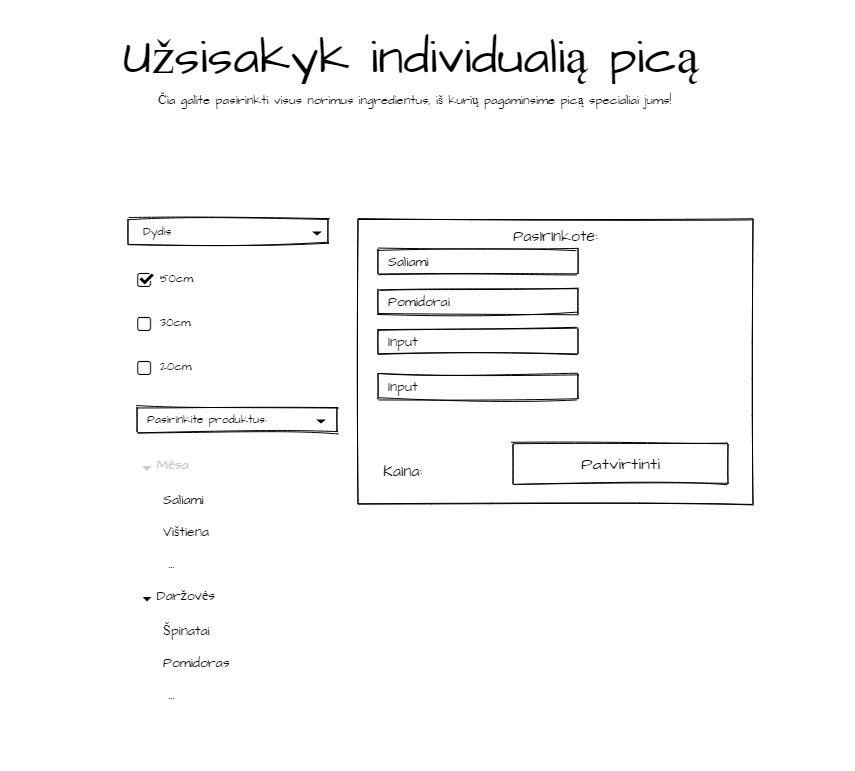 Užsisakyk individualią picą
Čia galite pasirinkti visus norimus ingredientus, iš kurių pagaminsime picą specialiai jums!
Dydis
50cm
30cm
20cm
Pasirinkite produktus:
Mėsa
Saliami
Vištiena
...
Daržovės
Špinatai
Pomidoras
...
Pasirinkote:
Saliami
Pomidorai
Input
Input
Kaina:
Patvirtinti